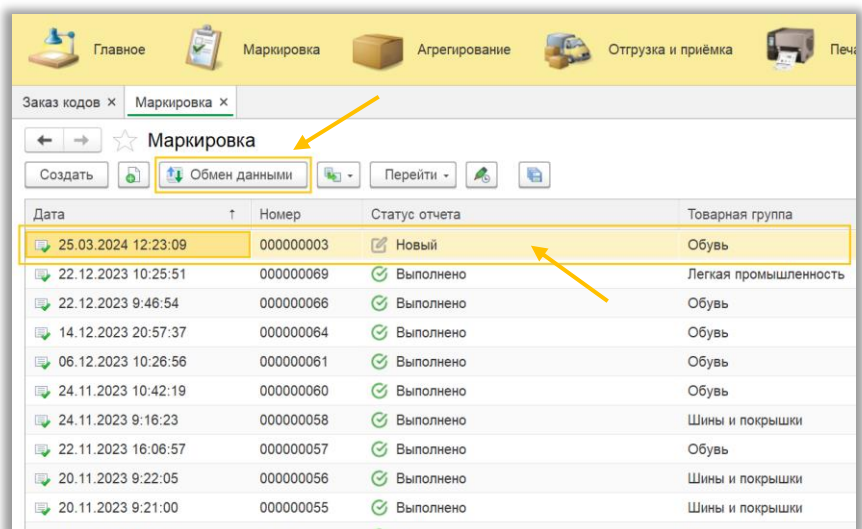 Главное Маркировка Агрегирование Отгрузка и приёмка Печа
Заказ кодов × Маркировка ×
Маркировка
Создать Обмен данными Перейти
Дата ↑ Номер Статус отчета Товарная группа
25.03.2024 12:23:09 000000003 Новый Обувь
22.12.2023 10:25:51 000000069 Выполнено Легкая промышленность
22.12.2023 9:46:54 000000066 Выполнено Обувь
14.12.2023 20:57:37 000000064 Выполнено Обувь
06.12.2023 10:26:56 000000061 Выполнено Обувь
24.11.2023 10:42:19 000000060 Выполнено Обувь
24.11.2023 9:16:23 000000058 Выполнено Шины и покрышки
22.11.2023 16:06:57 000000057 Выполнено Обувь
20.11.2023 9:22:05 000000056 Выполнено Шины и покрышки
20.11.2023 9:21:00 000000055 Выполнено Шины и покрышки